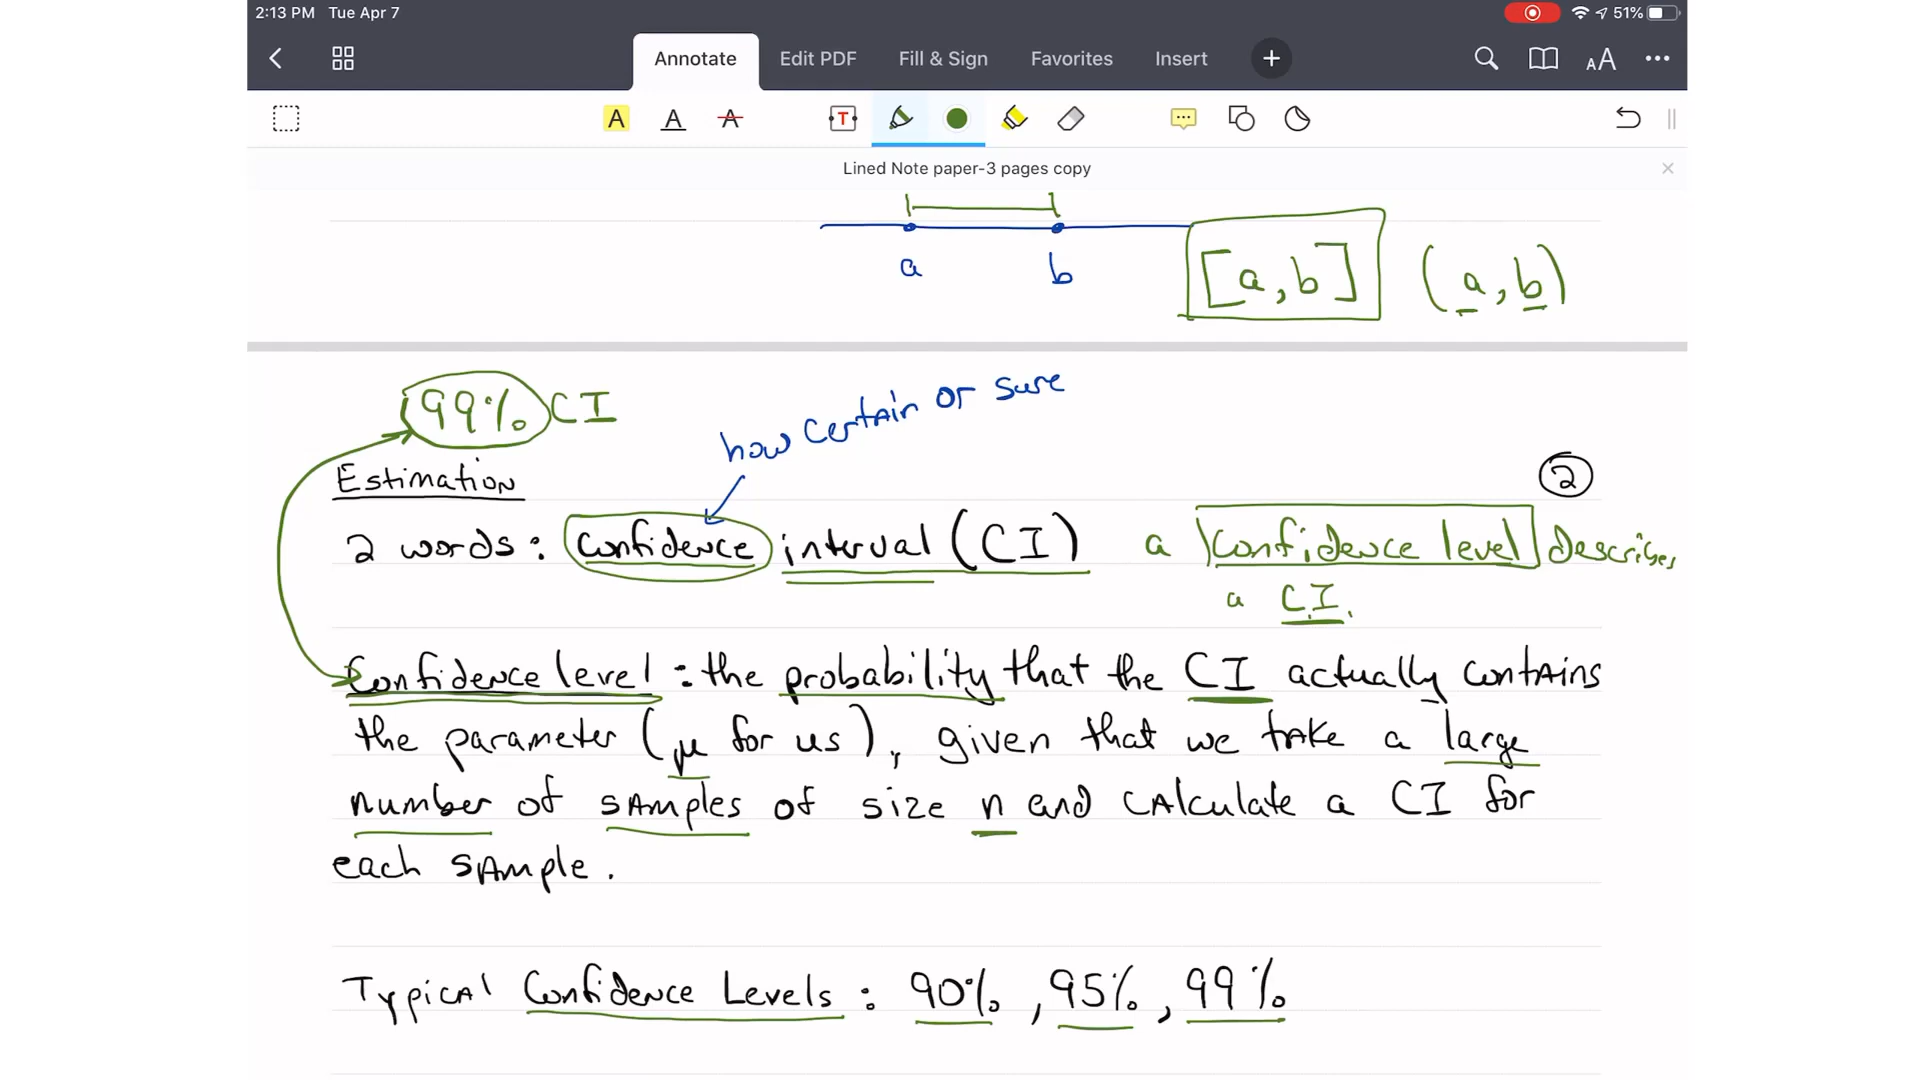 2:13 PM Tue Apr 7
51%
Annotate Edit PDF Fill & Sign Favorites Insert
Lined Note paper-3 pages copy
a b [a,b] (a,b)
99% CI
how certain or sure
Estimation
2
2 words: Confidence interval (CI) a confidence level describes
a C.I.
Confidence level: the probability that the CI actually contains
the parameter (μ for us), given that we take a large
number of samples of size n and calculate a CI for
each sample.
Typical Confidence Levels: 90%, 95%, 99%